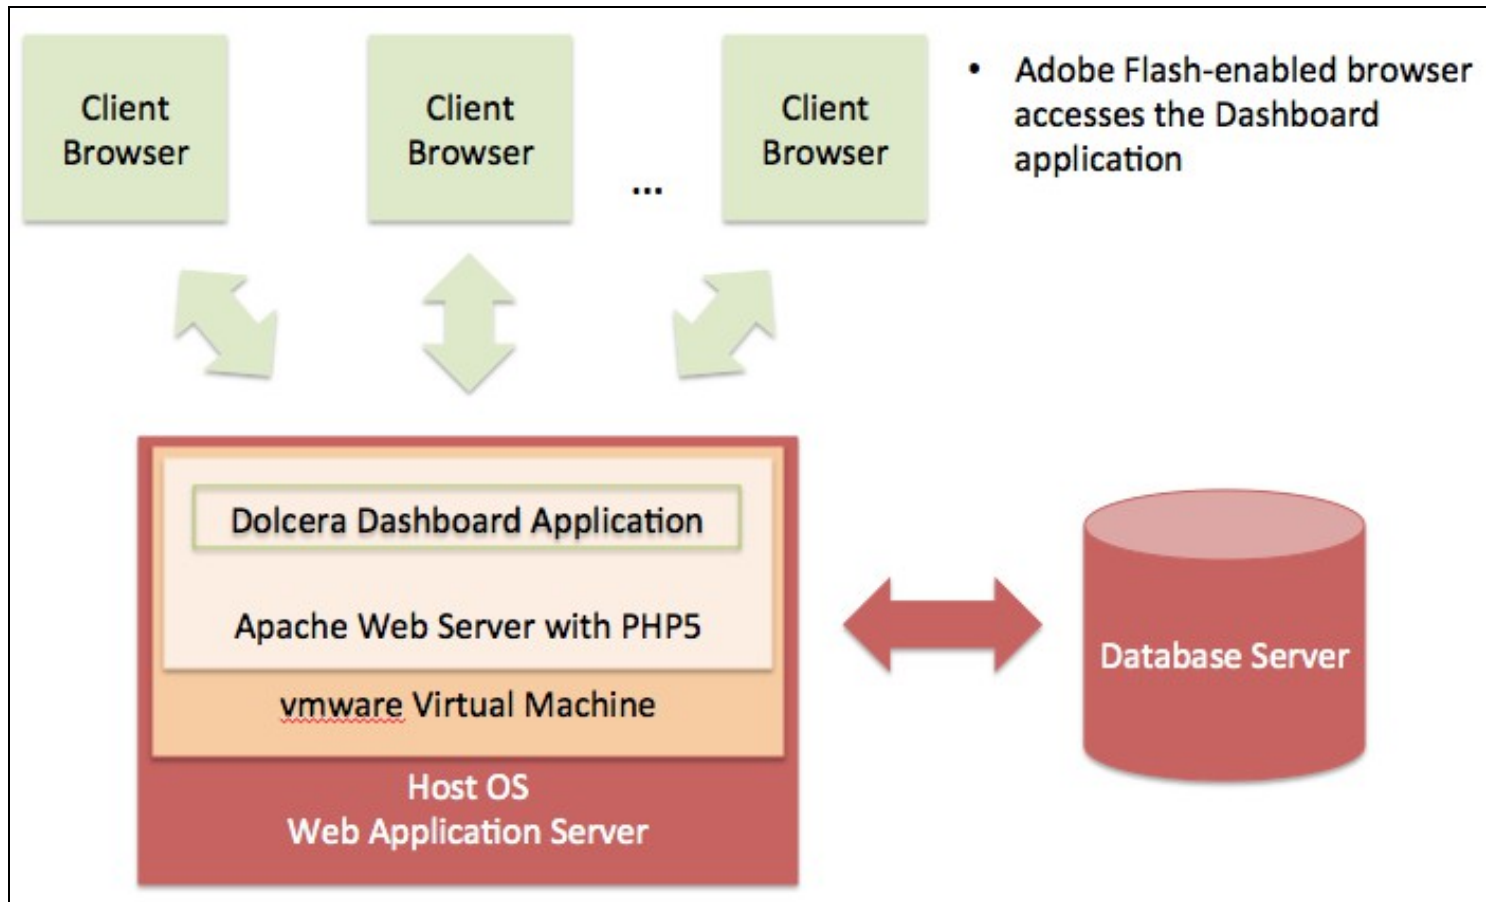 Client
Browser
Client
Browser
...
Client
Browser
• Adobe Flash-enabled browser
accesses the Dashboard
application
Dolcera Dashboard Application
Apache Web Server with PHP5
vmware Virtual Machine
Host OS
Web Application Server
Database Server